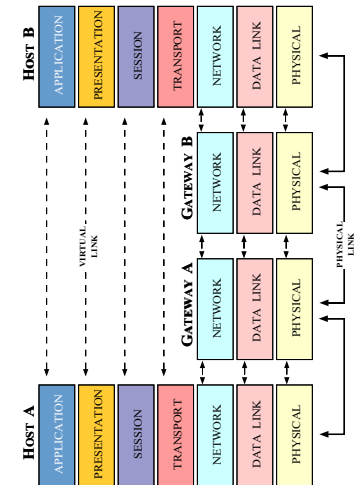 HOST A
APPLICATION
PRESENTATION
SESSION
TRANSPORT
NETWORK
DATA LINK
PHYSICAL
GATEWAY A
NETWORK
DATA LINK
PHYSICAL
GATEWAY B
NETWORK
DATA LINK
PHYSICAL
HOST B
APPLICATION
PRESENTATION
SESSION
TRANSPORT
NETWORK
DATA LINK
PHYSICAL
VIRTUAL
LINK
PHYSICAL
LINK